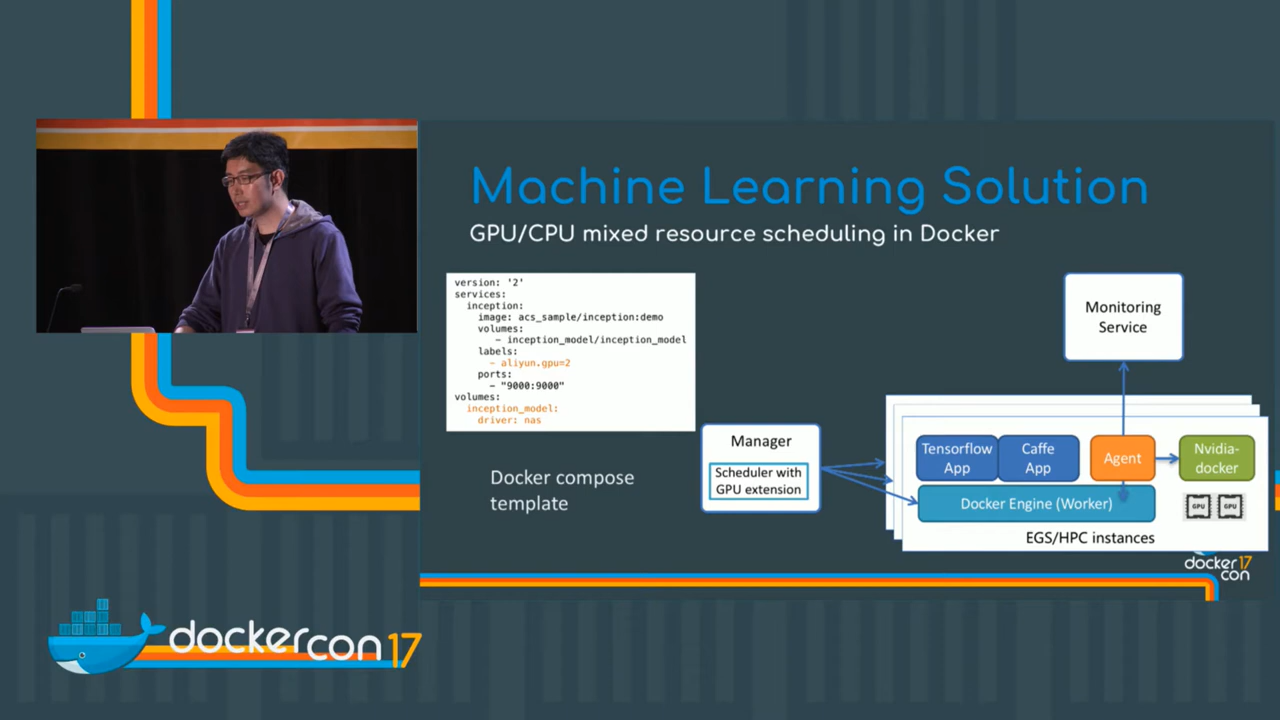 Machine Learning Solution
GPU/CPU mixed resource scheduling in Docker
version: '2'
services:
inception:
image: acs_sample/inception:demo
volumes:
- inception_model/inception_model
labels:
- aliyun.gpu=2
ports:
- "9000:9000"
volumes:
inception_model:
driver: nas
Docker compose
template
Manager
Scheduler with
GPU extension
Monitoring
Service
Tensorflow
App
Caffe
App
Agent
Nvidia-
docker
Docker Engine (Worker)
GPU
GPU
EGS/HPC instances
docker 17
con
dockercon 17